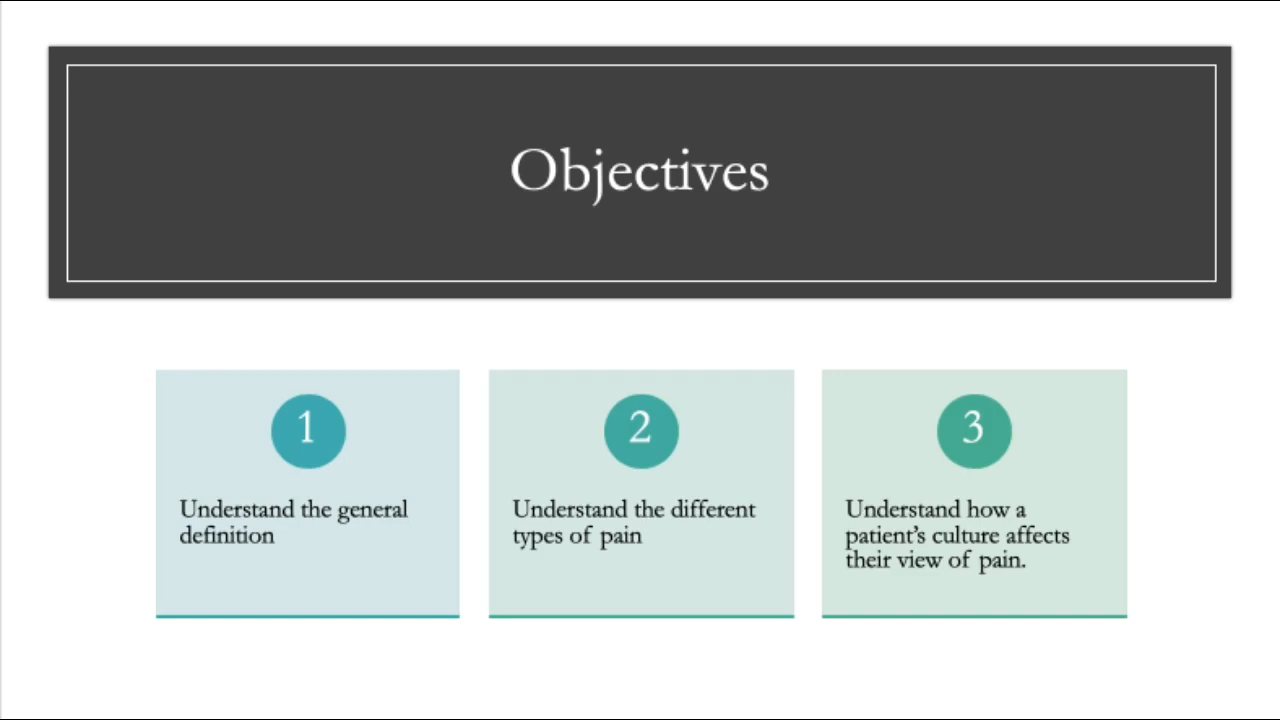 Objectives
1
Understand the general
definition
2
Understand the different
types of pain
3
Understand how a
patient’s culture affects
their view of pain.